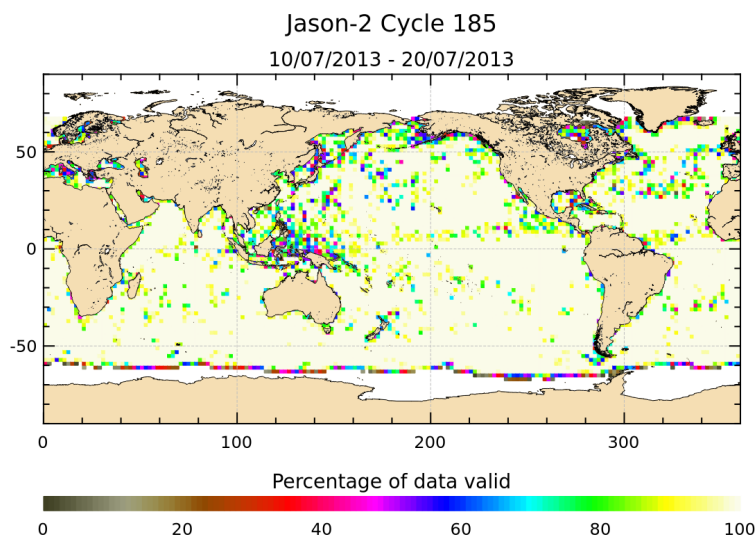 Jason-2 Cycle 185
10/07/2013 - 20/07/2013
50
0
-50
0 100 200 300
Percentage of data valid
0 20 40 60 80 100